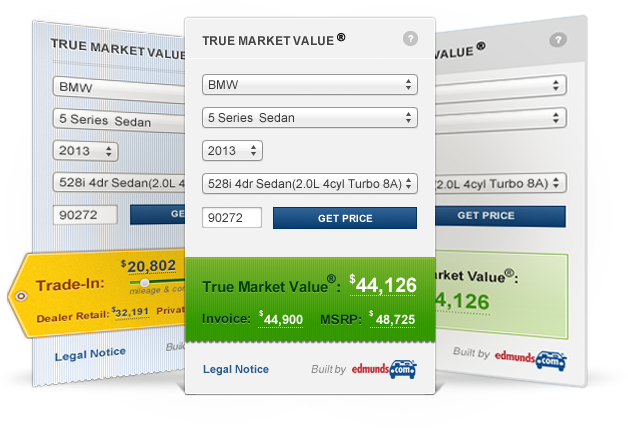 TRUE MARKET VALUE
BMW
5 Series Sedan
2013
528i 4dr Sedan(2.0L 4
90272
GE
Trade-In: $20,802
mileage & con
Dealer Retail: $32,191 Privat
Legal Notice
Buil
TRUE MARKET VALUE® ?
BMW
5 Series Sedan
2013
528i 4dr Sedan(2.0L 4cyl Turbo 8A)
90272 GET PRICE
True Market Value®: $44,126
Invoice: $44,900 MSRP: $48,725
Legal Notice Built by edmunds.com
VALUE® ?
2.0L 4cyl Turbo 8A)
GET PRICE
rket Value®:
4,126
Built by edmunds.com